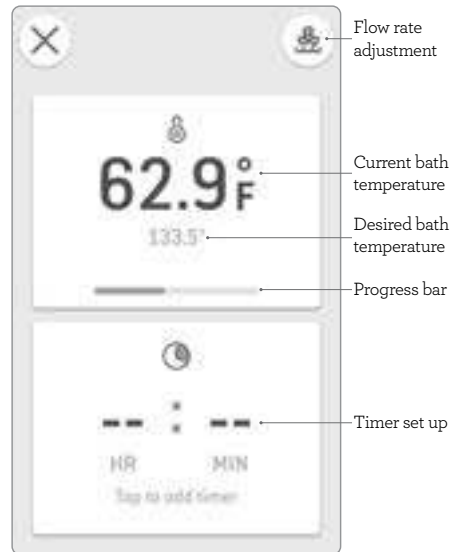 Flow rate
adjustment
62.9°F
Current bath
temperature
133.5°
Desired bath
temperature
Progress bar
-- : --
Timer set up
HR MIN
Tap to add timer